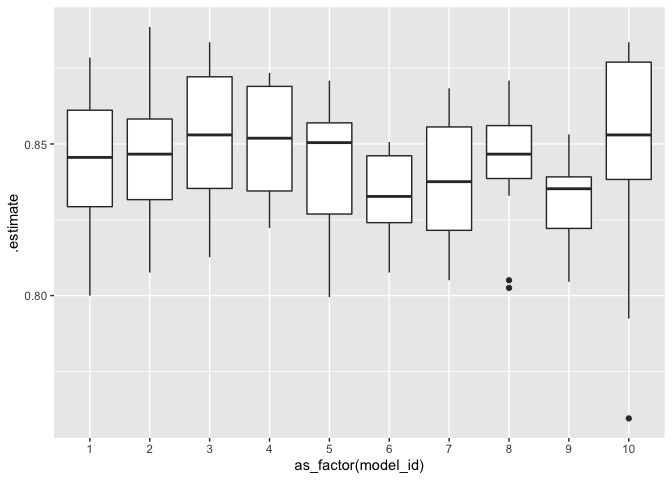 .estimate
0.85
0.80
1 2 3 4 5 6 7 8 9 10
as_factor(model_id)